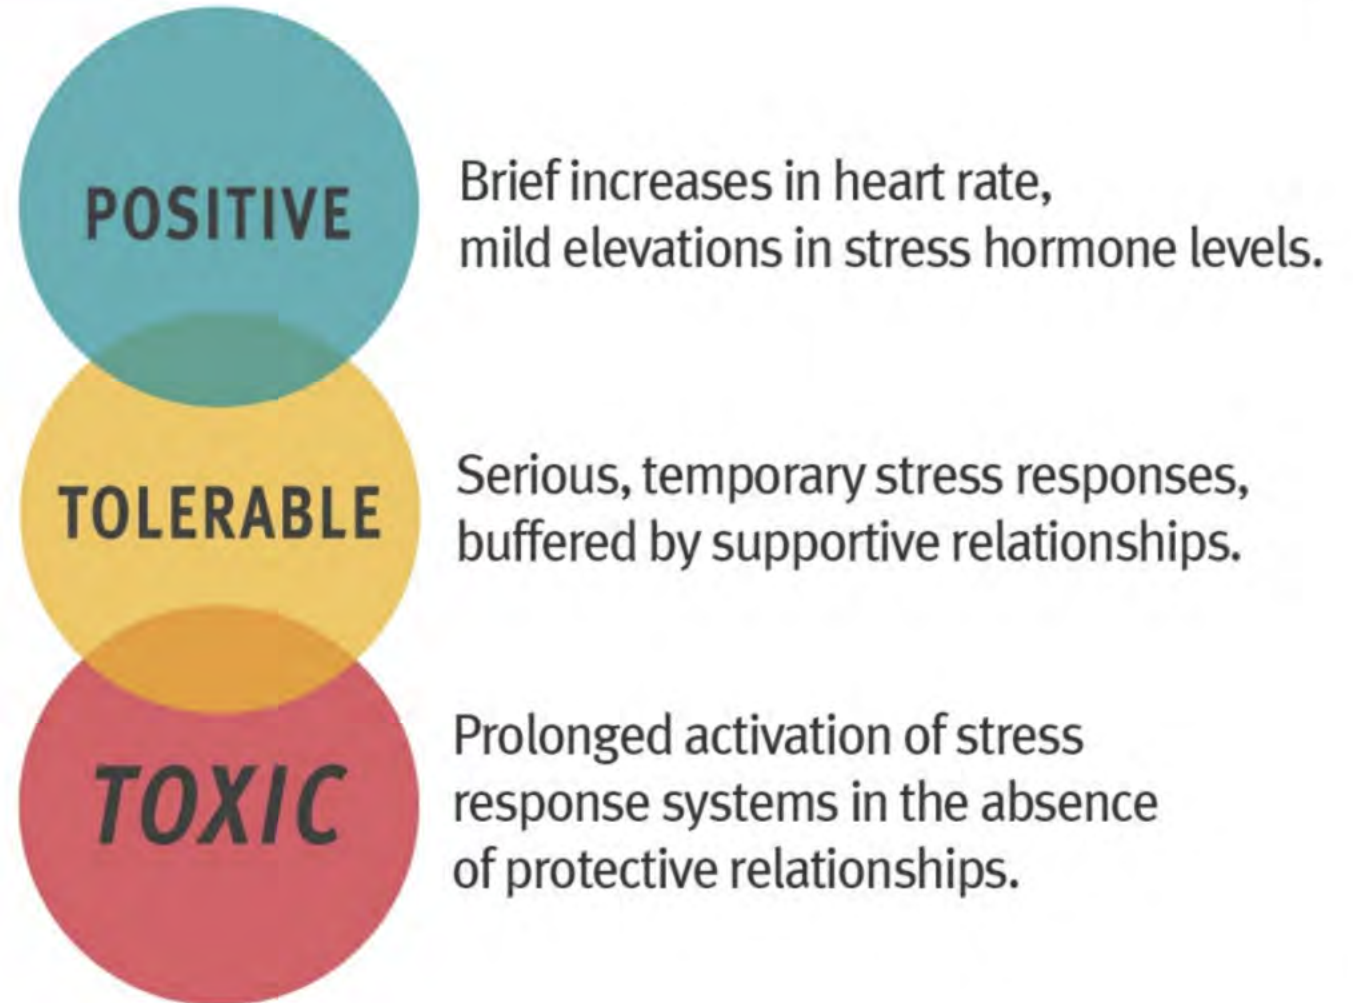 POSITIVE
Brief increases in heart rate,
mild elevations in stress hormone levels.
TOLERABLE
Serious, temporary stress responses,
buffered by supportive relationships.
TOXIC
Prolonged activation of stress
response systems in the absence
of protective relationships.